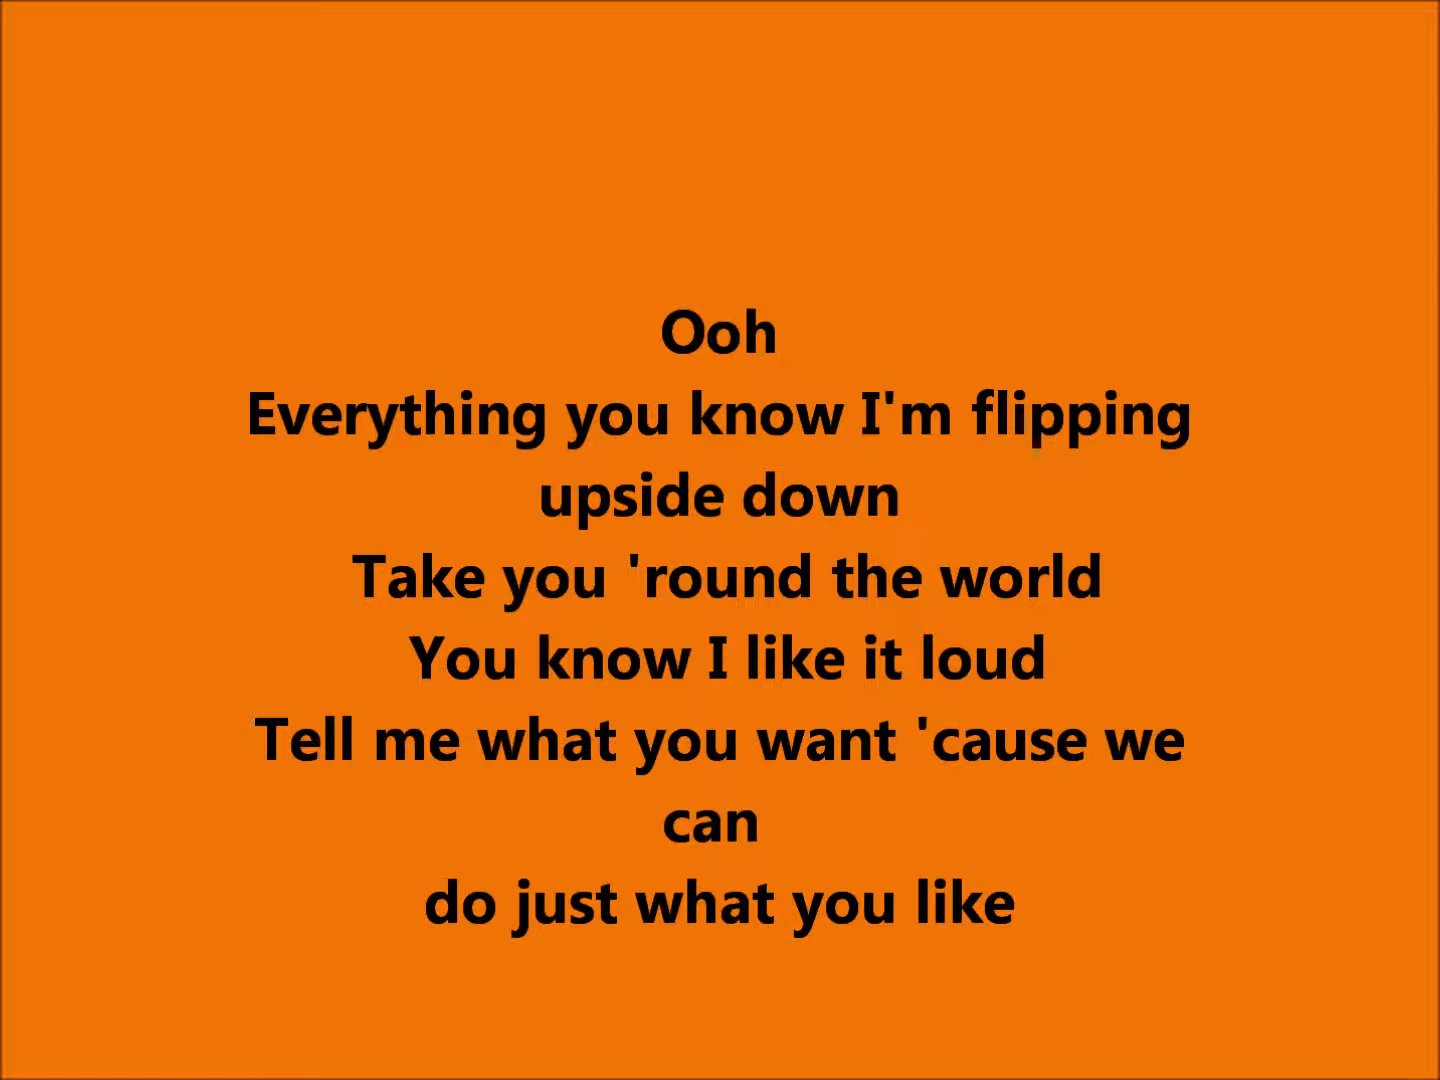 Ooh
Everything you know I'm flipping
upside down
Take you 'round the world
You know I like it loud
Tell me what you want 'cause we
can
do just what you like